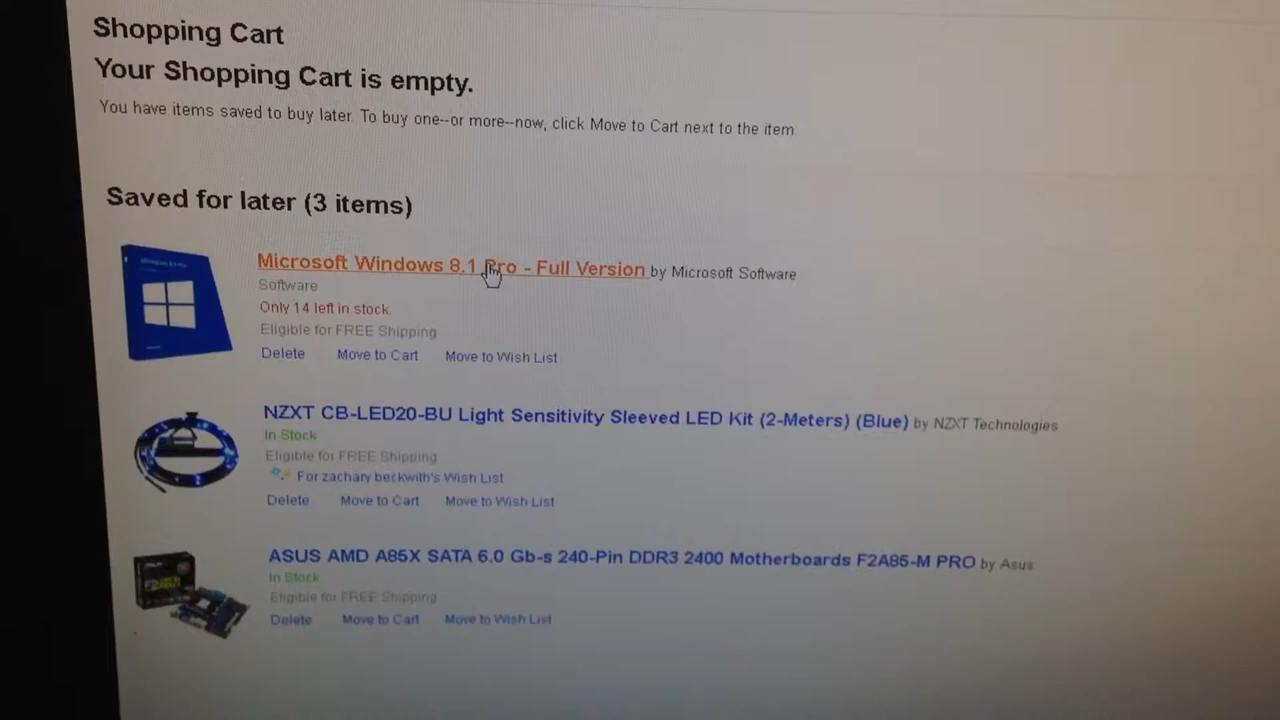 Shopping Cart
Your Shopping Cart is empty.
You have items saved to buy later. To buy one--or more--now, click Move to Cart next to the item.
Saved for later (3 items)
Microsoft Windows 8.1 Pro - Full Version by Microsoft Software
Software
Only 14 left in stock.
Eligible for FREE Shipping
Delete Move to Cart Move to Wish List
NZXT CB-LED20-BU Light Sensitivity Sleeved LED Kit (2-Meters) (Blue) by NZXT Technologies
In Stock
Eligible for FREE Shipping
For zachary beckwith's Wish List
Delete Move to Cart Move to Wish List
ASUS AMD A85X SATA 6.0 Gb-s 240-Pin DDR3 2400 Motherboards F2A85-M PRO by Asus
In Stock
Eligible for FREE Shipping
Delete Move to Cart Move to Wish List